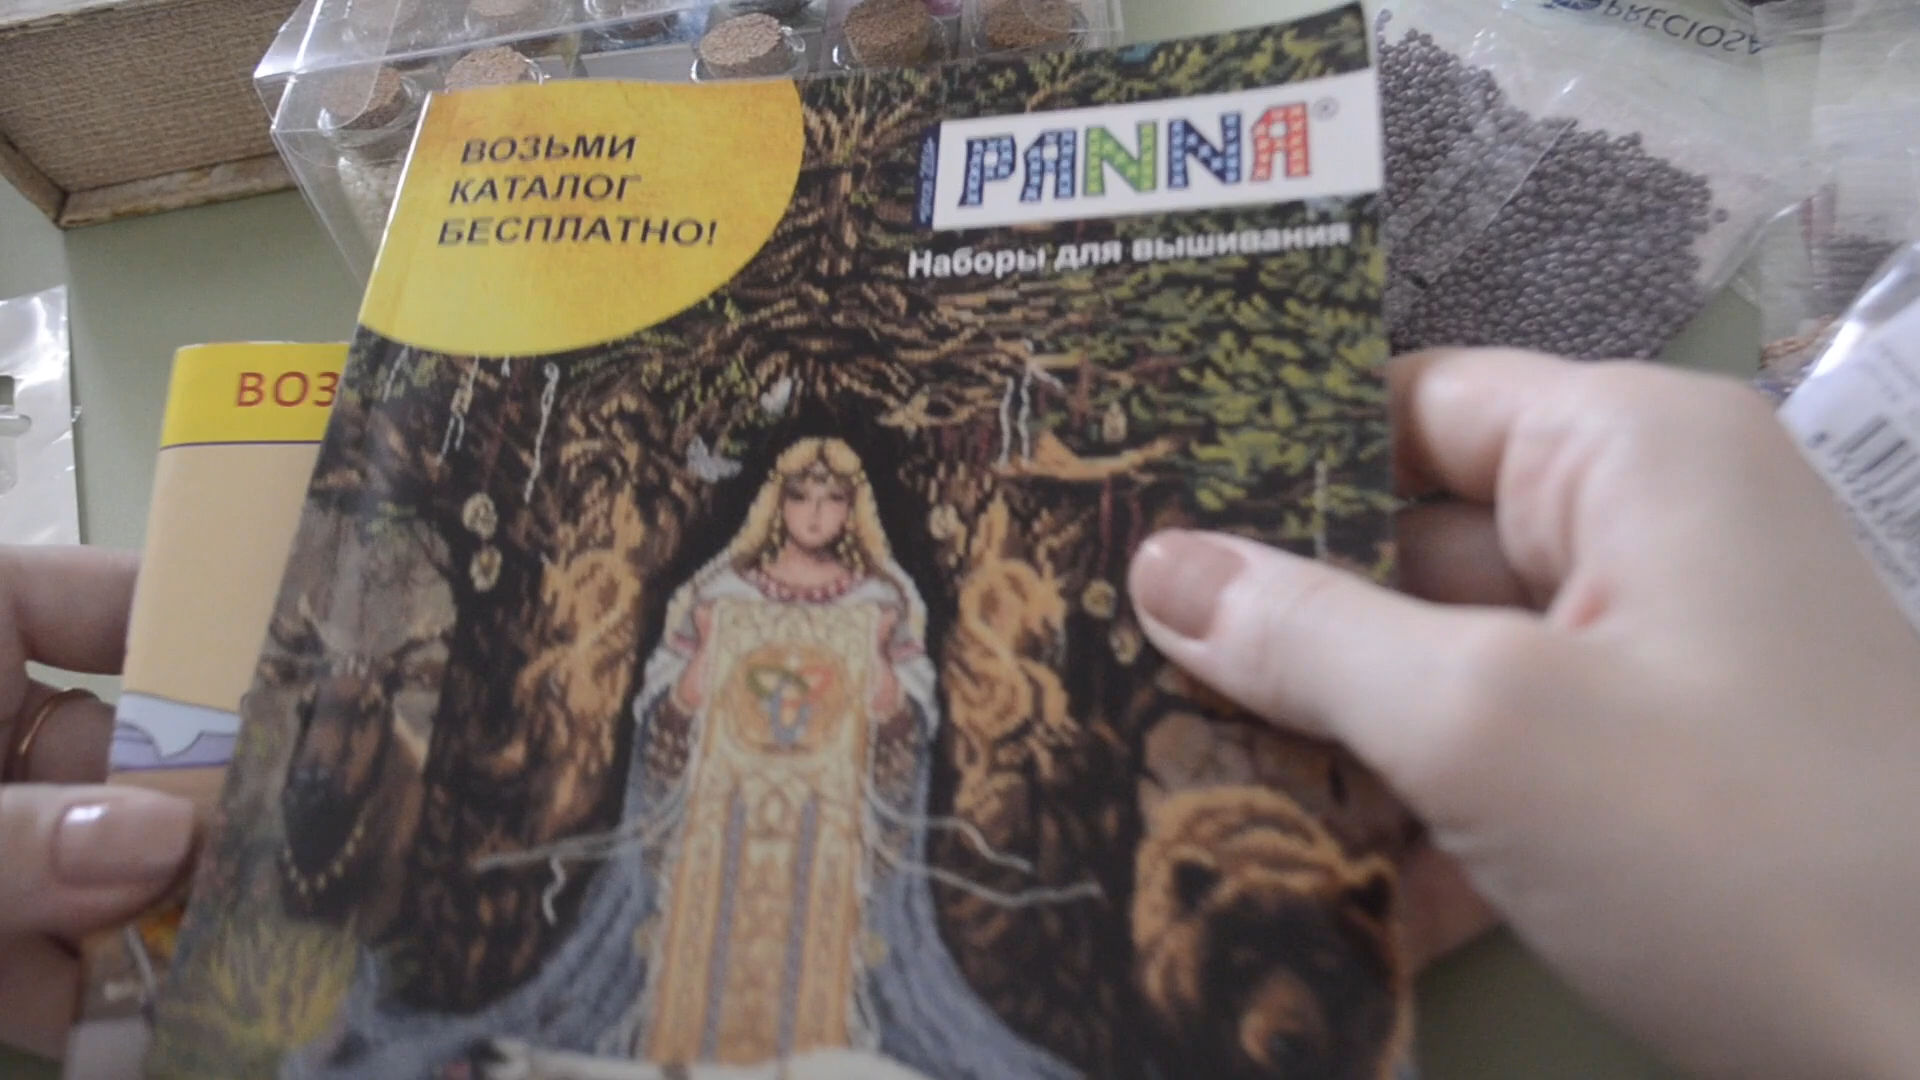 ВОЗЬМИ
КАТАЛОГ
БЕСПЛАТНО!
PANNA®
Наборы для вышивания
ВОЗ
PRECIOSA